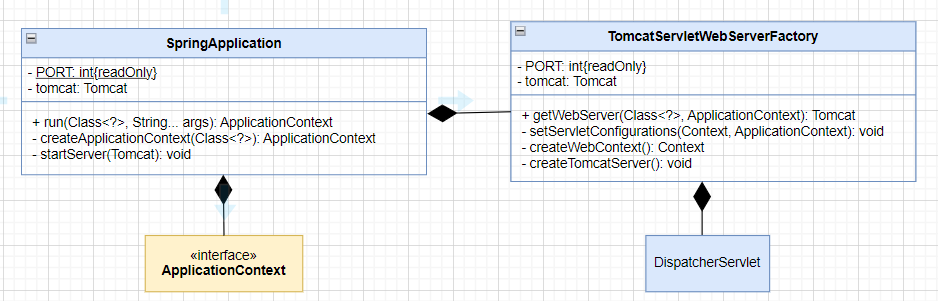 SpringApplication
- PORT: int{readOnly}
- tomcat: Tomcat
+ run(Class<?>, String... args): ApplicationContext
- createApplicationContext(Class<?>): ApplicationContext
- startServer(Tomcat): void
TomcatServletWebServerFactory
- PORT: int{readOnly}
- tomcat: Tomcat
+ getWebServer(Class<?>, ApplicationContext): Tomcat
- setServletConfigurations(Context, ApplicationContext): void
- createWebContext(): Context
- createTomcatServer(): void
«interface»
ApplicationContext
DispatcherServlet